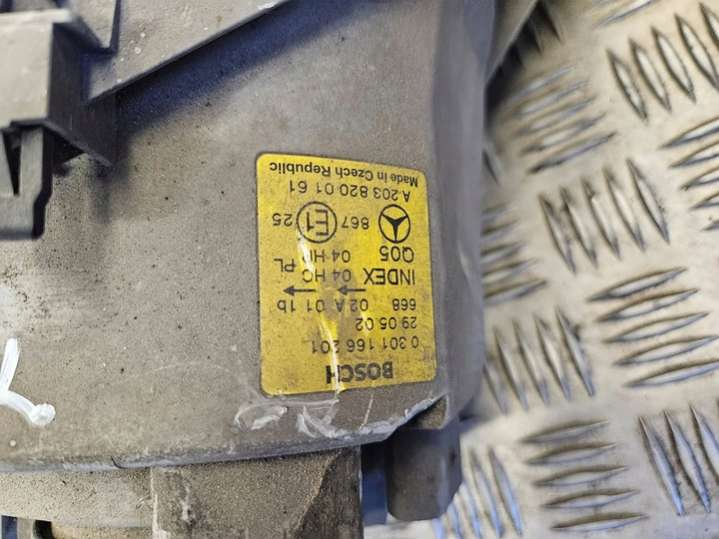 BOSCH
0 301 166 201
29 05 02
668 02A 01 1b
INDEX 04 HC PL
Q05 04 HR
867 E1 25
A 203 820 01 61
Made in Czech Republic